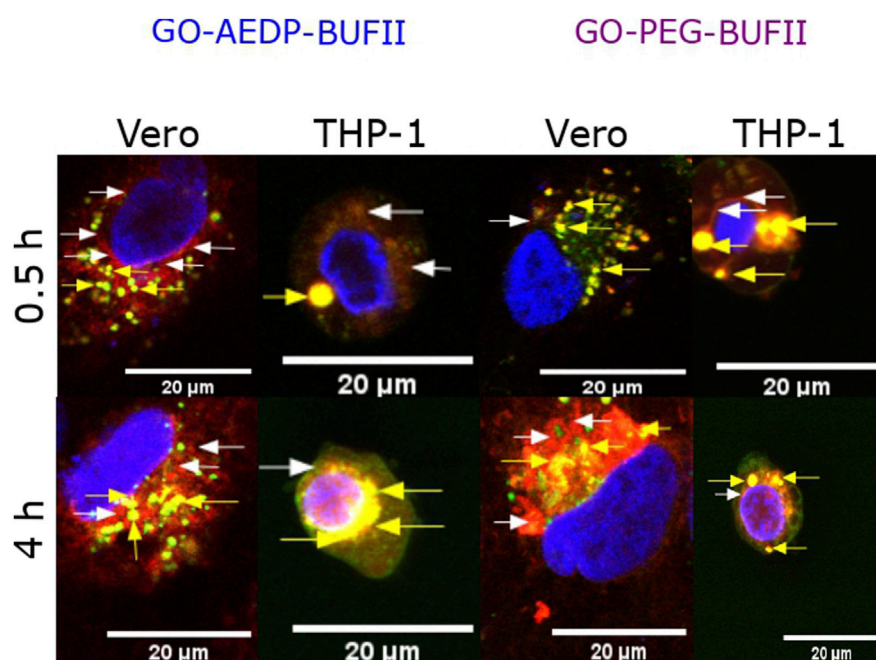 GO-AEDP-BUFII GO-PEG-BUFII
Vero THP-1 Vero THP-1
0.5 h
20 µm 20 µm 20 µm 20 µm
4 h
20 µm 20 µm 20 µm 20 µm